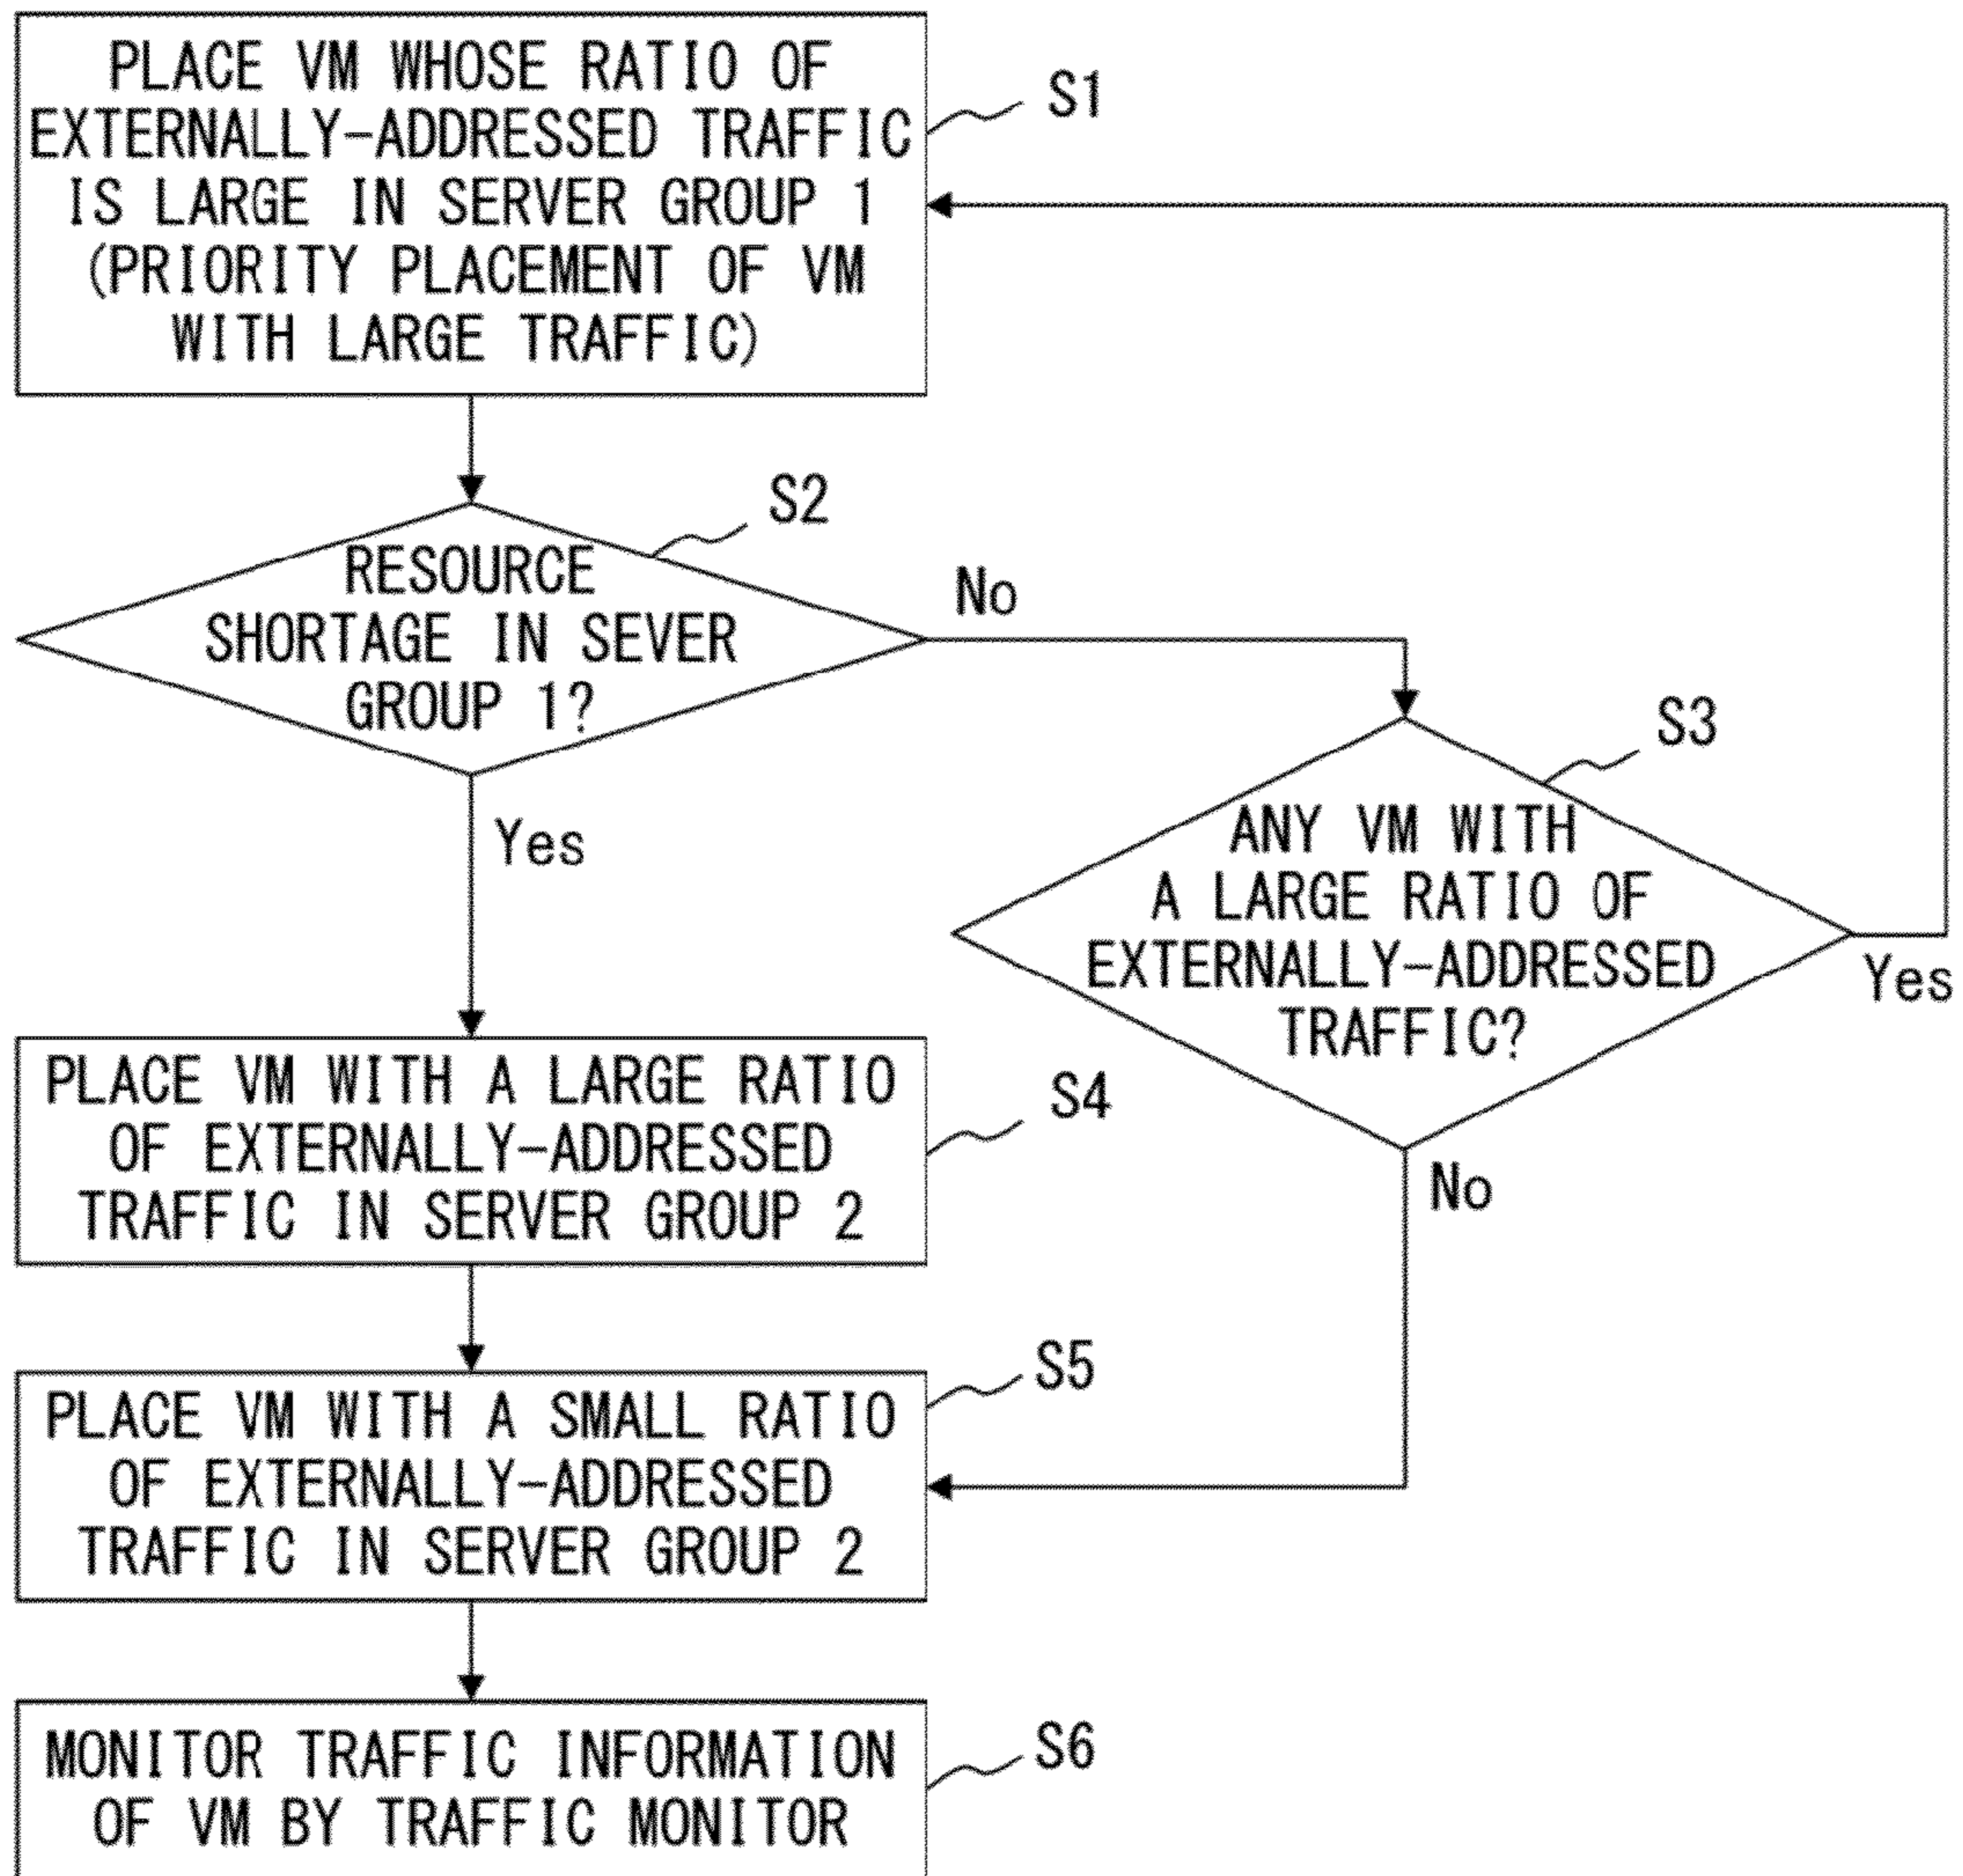 PLACE VM WHOSE RATIO OF
EXTERNALLY-ADDRESSED TRAFFIC
IS LARGE IN SERVER GROUP 1
(PRIORITY PLACEMENT OF VM
WITH LARGE TRAFFIC)
S1
RESOURCE
SHORTAGE IN SEVER
GROUP 1?
S2
No
Yes
ANY VM WITH
A LARGE RATIO OF
EXTERNALLY-ADDRESSED
TRAFFIC?
S3
Yes
No
PLACE VM WITH A LARGE RATIO
OF EXTERNALLY-ADDRESSED
TRAFFIC IN SERVER GROUP 2
S4
PLACE VM WITH A SMALL RATIO
OF EXTERNALLY-ADDRESSED
TRAFFIC IN SERVER GROUP 2
S5
MONITOR TRAFFIC INFORMATION
OF VM BY TRAFFIC MONITOR
S6